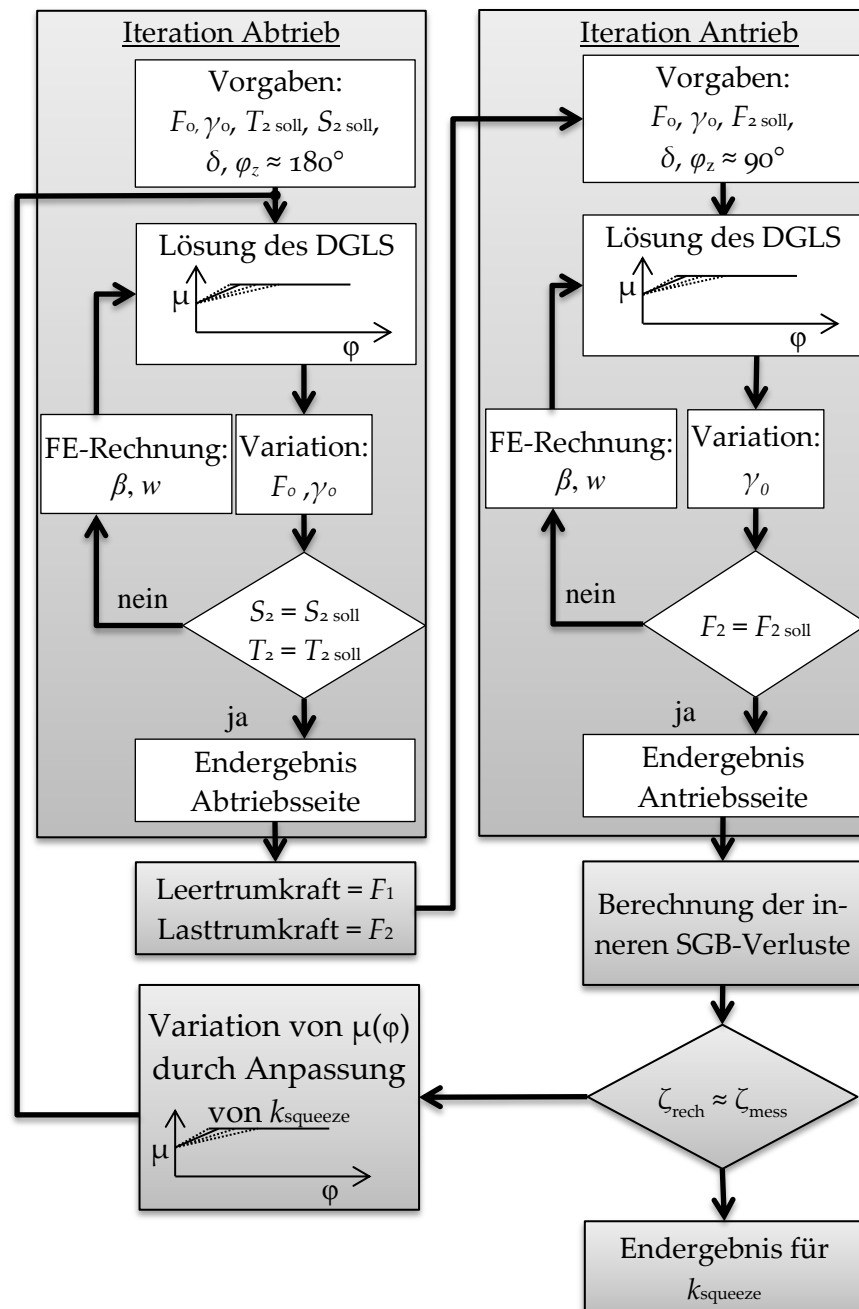 Iteration Abtrieb
Vorgaben:
F₀, γ₀, T₂ soll, S₂ soll,
δ, φz ≈ 180°
Lösung des DGLS
μ
φ
FE-Rechnung:
β, w
Variation:
F₀ ,γ₀
nein
S₂ = S₂ soll
T₂ = T₂ soll
ja
Endergebnis
Abtriebsseite
Leertrumkraft = F₁
Lasttrumkraft = F₂
Iteration Antrieb
Vorgaben:
F₀, γ₀, F₂ soll,
δ, φz ≈ 90°
Lösung des DGLS
μ
φ
FE-Rechnung:
β, w
Variation:
γ₀
nein
F₂ = F₂ soll
ja
Endergebnis
Antriebsseite
Berechnung der in-
neren SGB-Verluste
ζrech ≈ ζmess
Variation von μ(φ)
durch Anpassung
von ksqueeze
μ
φ
Endergebnis für
ksqueeze